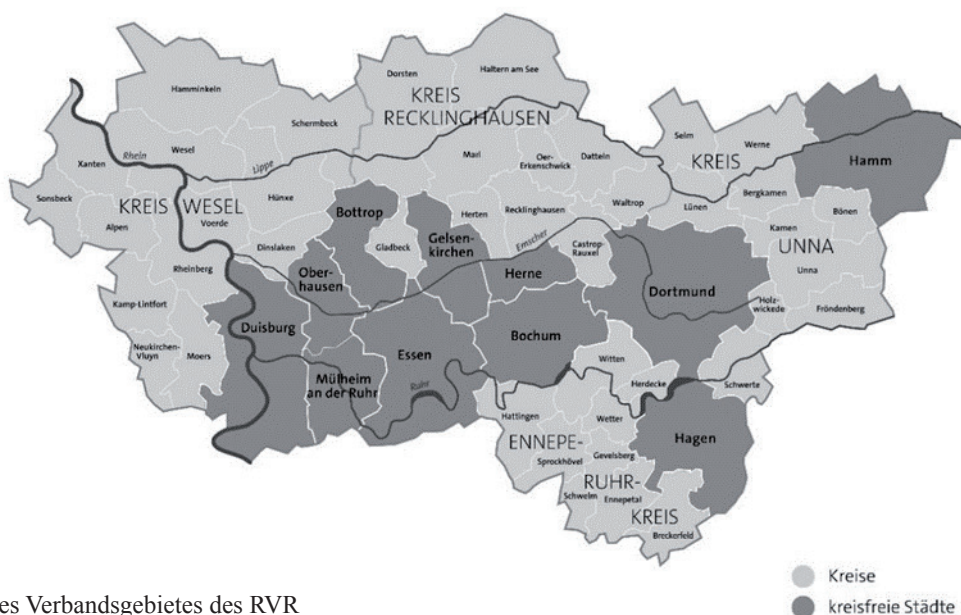 Dorsten
Haltern am See
KREIS
RECKLINGHAUSEN
Hamminkeln
Schermbeck
Selm
Werne
KREIS
Hamm
Wesel
Rhein
Lippe
Marl
Oer-
Erkenschwick
Datteln
Xanten
Sonsbeck
KREIS WESEL
Alpen
Voerde
Hünxe
Bottrop
Gladbeck
Gelsen-
kirchen
Herten
Recklinghausen
Waltrop
Lünen
Bergkamen
Bönen
Kamen
UNNA
Unna
Dinslaken
Emscher
Castrop-
Rauxel
Rheinberg
Ober-
hausen
Herne
Dortmund
Holz-
wickede
Fröndenberg
Kamp-Lintfort
Duisburg
Essen
Bochum
Neukirchen-
Vluyn
Moers
Mülheim
an der Ruhr
Ruhr
Witten
Herdecke
Schwerte
Hattingen
Wetter
Hagen
ENNEPE-
Sprockhövel
Gevelsberg
RUHR-
Schwelm
Ennepetal
KREIS
Breckerfeld
Kreise
kreisfreie Städte
es Verbandsgebietes des RVR